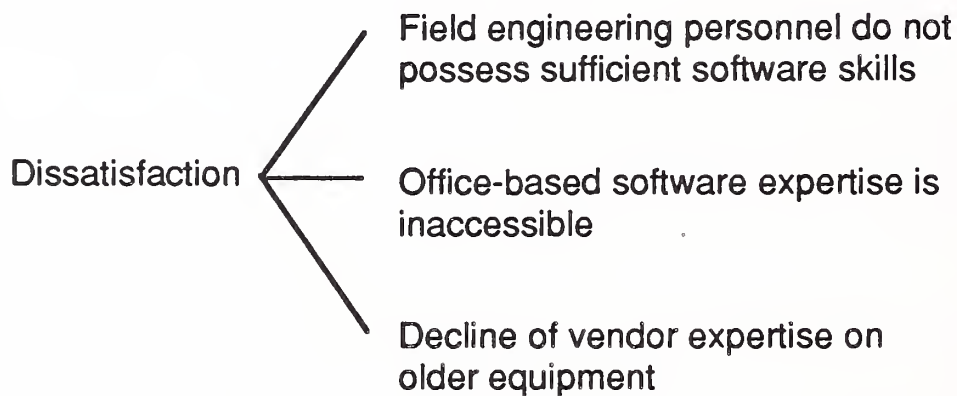 Field engineering personnel do not
possess sufficient software skills
Dissatisfaction
Office-based software expertise is
inaccessible
Decline of vendor expertise on
older equipment